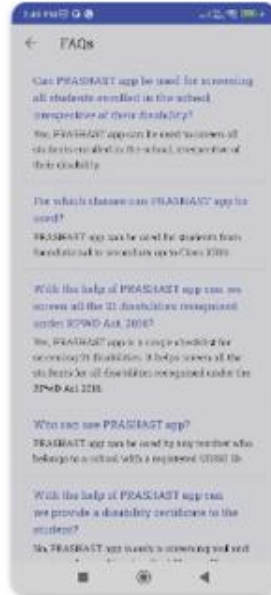 FAQs
Can PRASHAST app be used for screening
all students enrolled in the school
irrespective of their disability?
Yes, PRASHAST app can be used to screen all
students enrolled in the school, irrespective of
their disability.
For which classes can PRASHAST app be
used?
PRASHAST app can be used for students from
foundational to secondary up to Class XIIth.
With the help of PRASHAST app can we
screen all the 21 disabilities recognised
under RPWD Act, 2016?
Yes, PRASHAST app is a simple checklist for
screening 21 disabilities. It helps screen all the
students for all disabilities recognised under the
RPWD Act 2016.
Who can use PRASHAST app?
PRASHAST app can be used by any teacher who
belongs to a school with a registered UDISE ID.
With the help of PRASHAST app can
we provide a disability certificate to the
student?
No, PRASHAST app is only a screening tool and